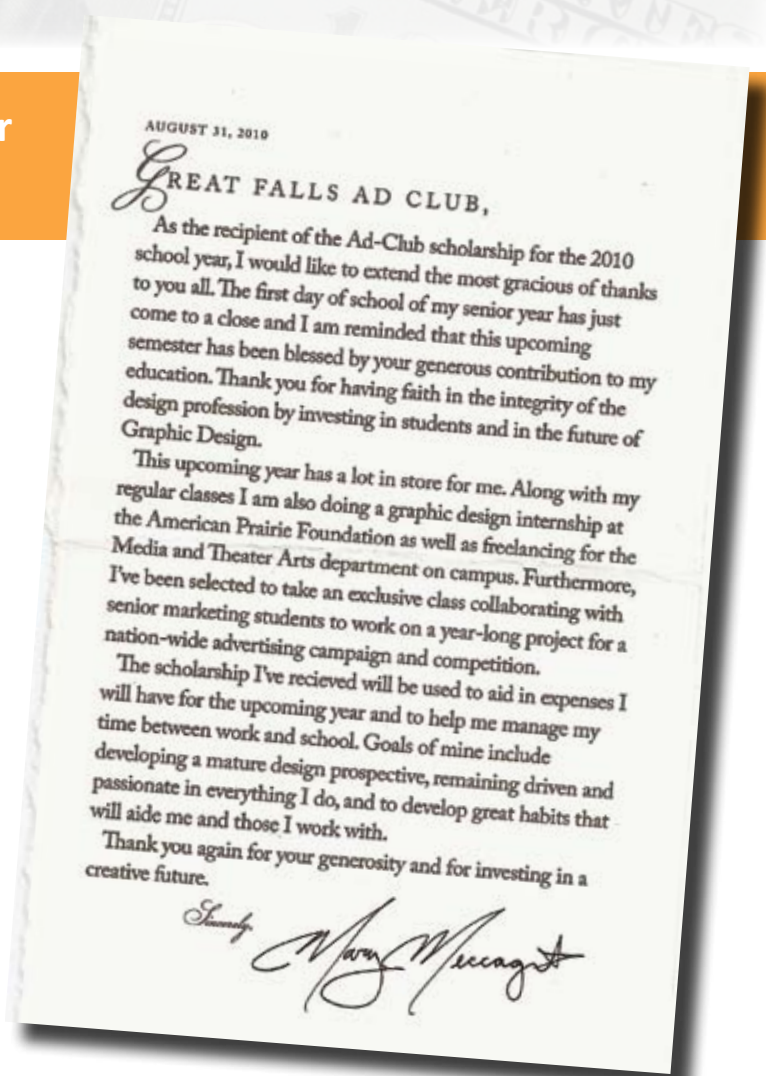 r
AUGUST 31, 2010
GREAT FALLS AD CLUB,
As the recipient of the Ad-Club scholarship for the 2010
school year, I would like to extend the most gracious of thanks
to you all. The first day of school of my senior year has just
come to a close and I am reminded that this upcoming
semester has been blessed by your generous contribution to my
education. Thank you for having faith in the integrity of the
design profession by investing in students and in the future of
Graphic Design.
This upcoming year has a lot in store for me. Along with my
regular classes I am also doing a graphic design internship at
the American Prairie Foundation as well as freelancing for the
Media and Theater Arts department on campus. Furthermore,
I've been selected to take an exclusive class collaborating with
senior marketing students to work on a year-long project for a
nation-wide advertising campaign and competition.
The scholarship I've recieved will be used to aid in expenses I
will have for the upcoming year and to help me manage my
time between work and school. Goals of mine include
developing a mature design prospective, remaining driven and
passionate in everything I do, and to develop great habits that
will aide me and those I work with.
Thank you again for your generosity and for investing in a
creative future.
Sincerely,
Mary